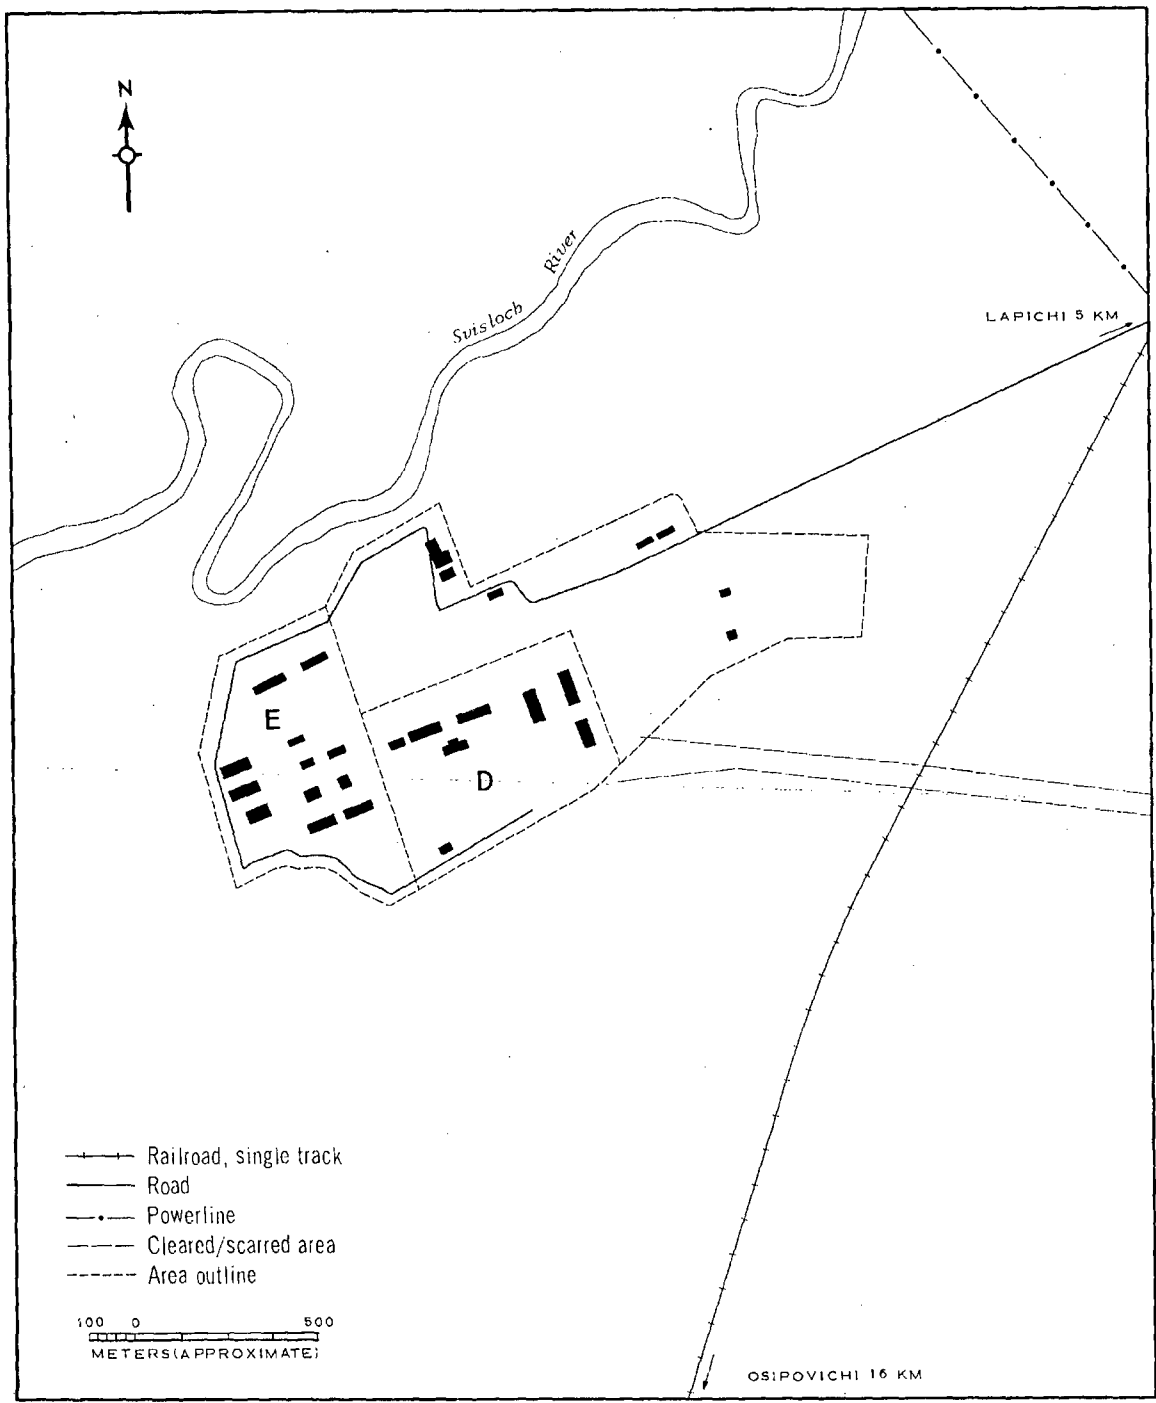 N
River
Svisloch
LAPICHI 5 KM
E
D
Railroad, single track
Road
Powerline
Cleared/scarred area
Area outline
100 0 500
METERS(APPROXIMATE)
OSIPOVICHI 16 KM